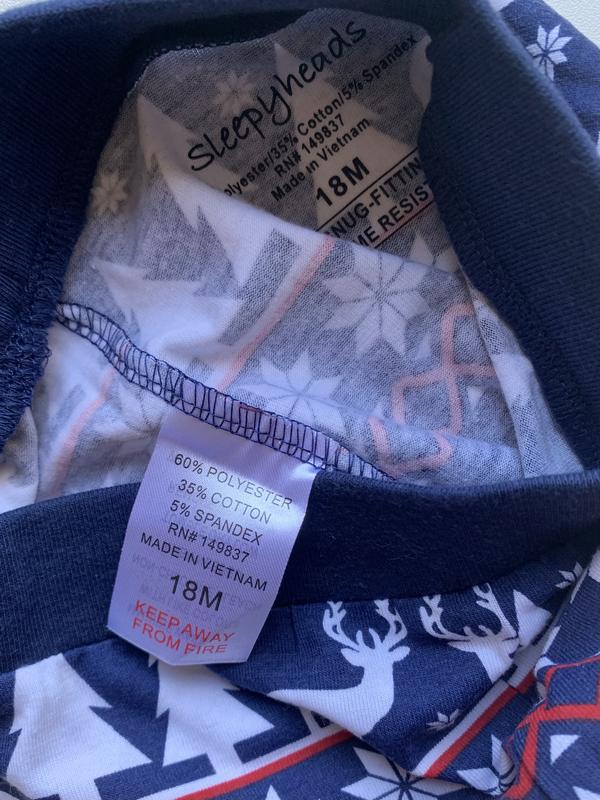 Sleepyheads
olyester/35% Cotton/5% Spandex
RN# 149837
Made in Vietnam
18M
NUG-FITTIN
ME RESIS
60% POLYESTER
35% COTTON
5% SPANDEX
RN# 149837
MADE IN VIETNAM
18M
KEEP AWAY
FROM FIRE